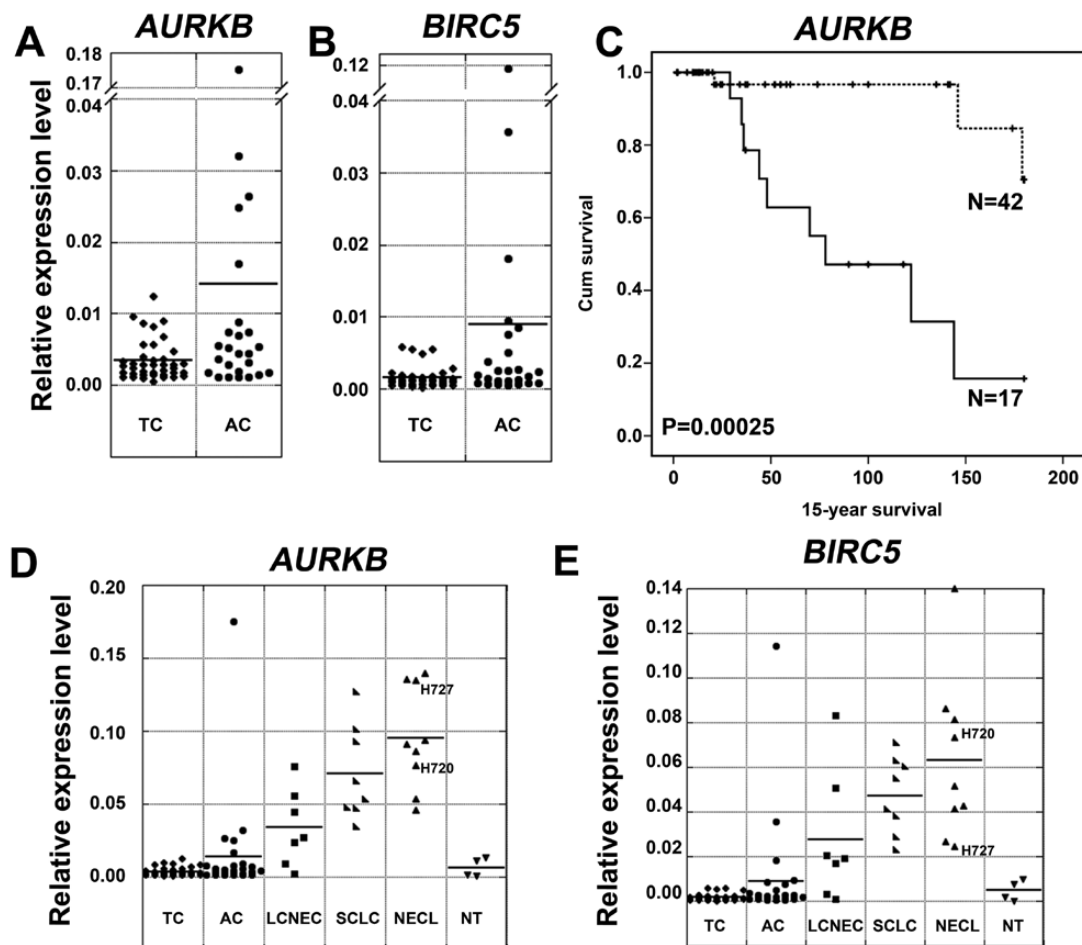 A
AURKB
Relative expression level
0.18
0.17
0.04
0.03
0.02
0.01
0.00
TC
AC
B
BIRC5
0.12
0.04
0.03
0.02
0.01
0.00
TC
AC
C
AURKB
Cum survival
1.0
0.8
0.6
0.4
0.2
0.0
N=42
N=17
P=0.00025
0
50
100
150
200
15-year survival
D
AURKB
Relative expression level
0.20
0.15
0.10
0.05
0.00
H727
H720
TC
AC
LCNEC
SCLC
NECL
NT
E
BIRC5
Relative expression level
0.14
0.12
0.10
0.08
0.06
0.04
0.02
0.00
H720
H727
TC
AC
LCNEC
SCLC
NECL
NT